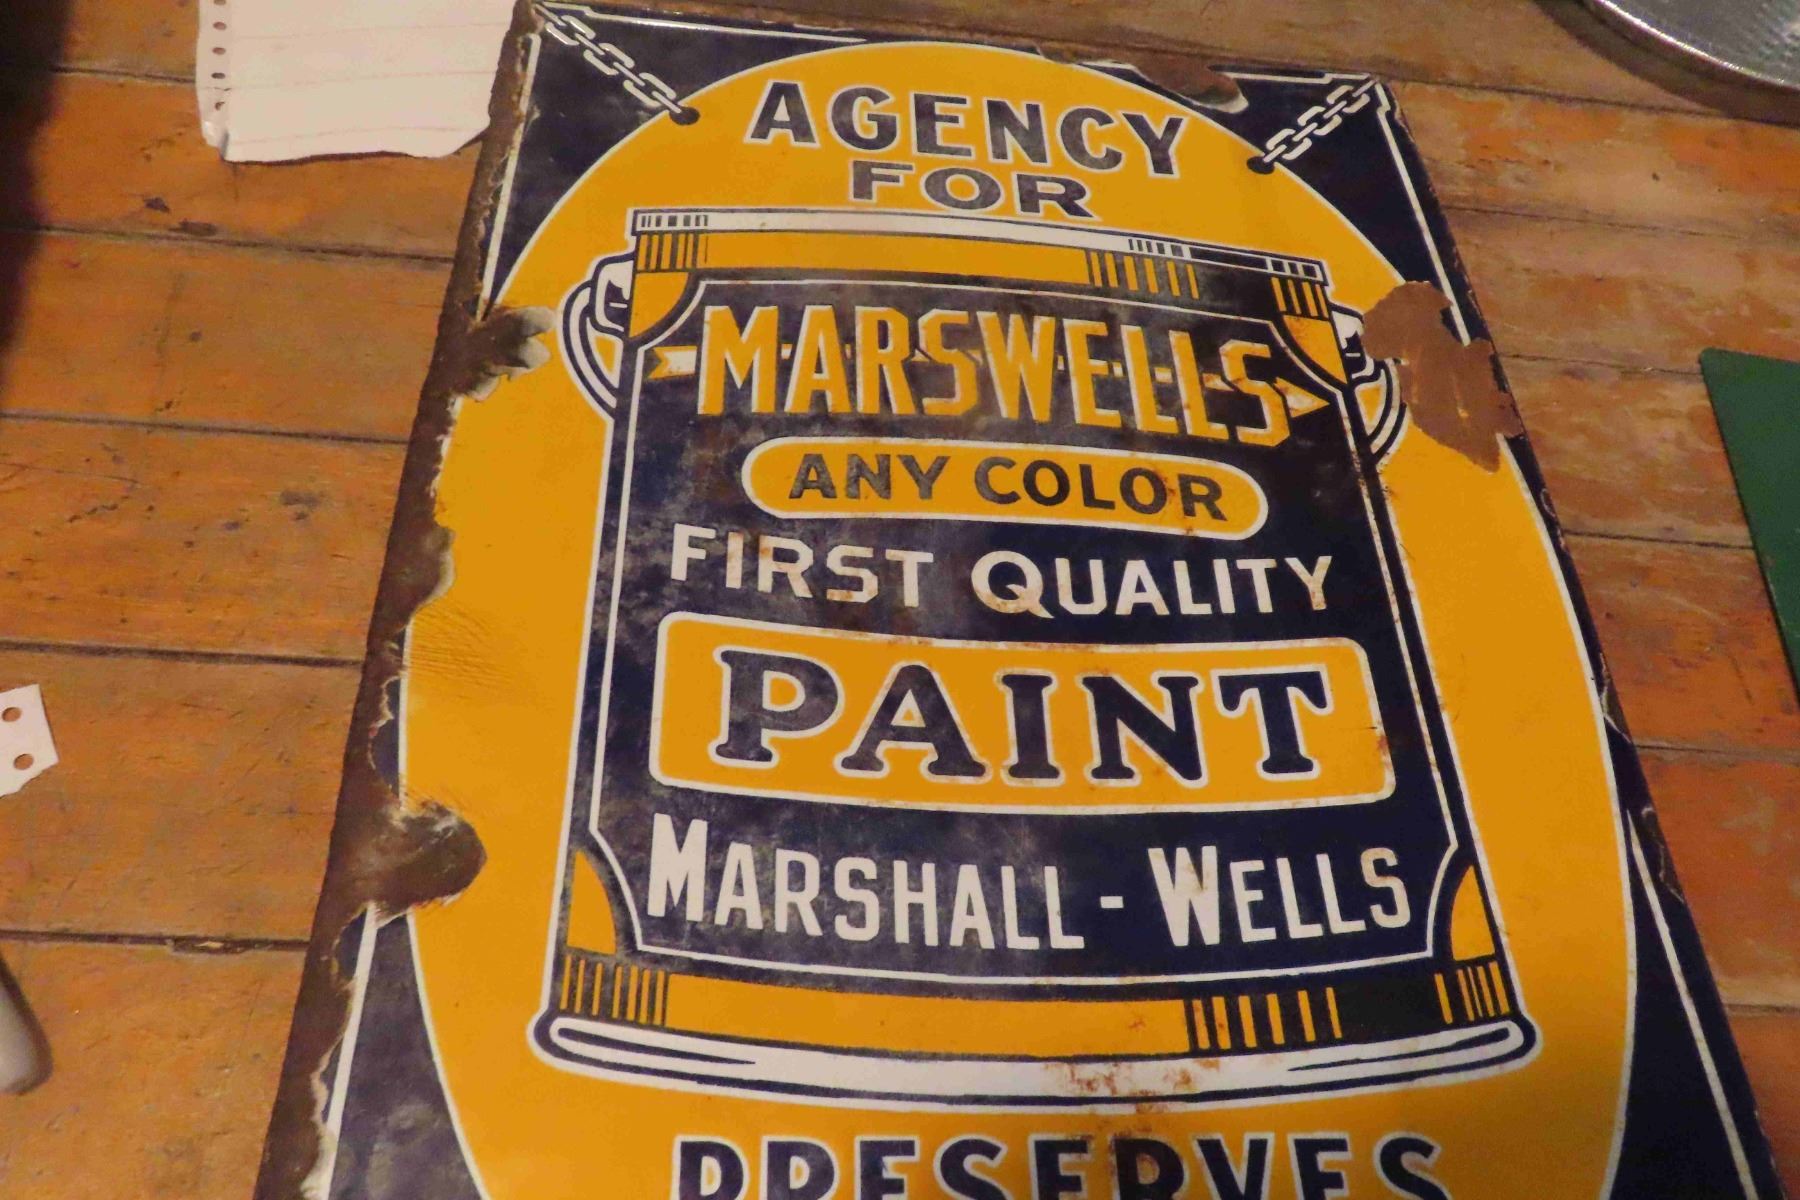 AGENCY
FOR
MARSWELLS
ANY COLOR
FIRST QUALITY
PAINT
MARSHALL-WELLS
PRESERVES